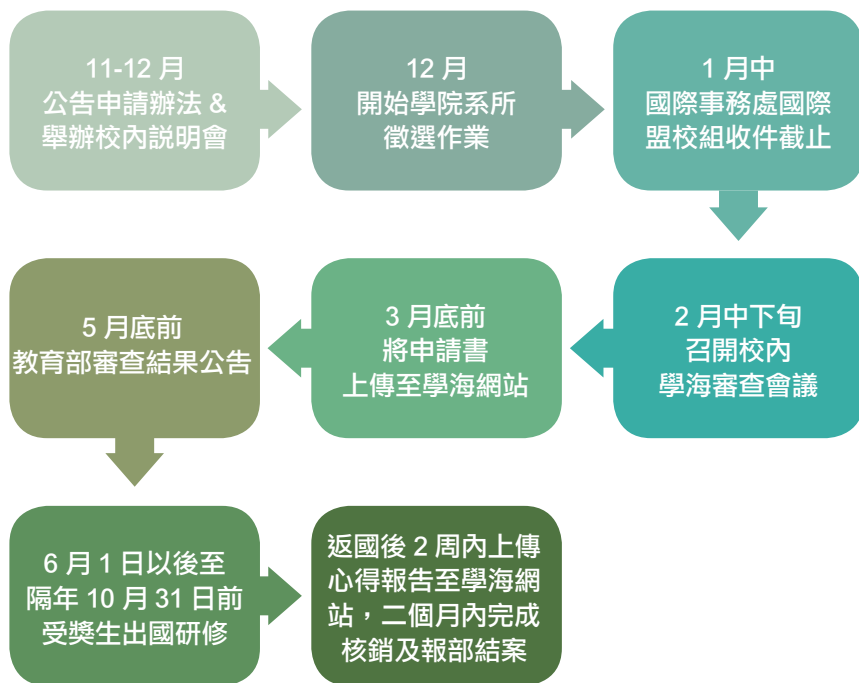 11-12 月
公告申請辦法 &
舉辦校內說明會
12 月
開始學院系所
徵選作業
1 月中
國際事務處國際
盟校組收件截止
2 月中下旬
召開校內
學海審查會議
3 月底前
將申請書
上傳至學海網站
5 月底前
教育部審查結果公告
6 月 1 日以後至
隔年 10 月 31 日前
受獎生出國研修
返國後 2 周內上傳
心得報告至學海網
站，二個月內完成
核銷及報部結案